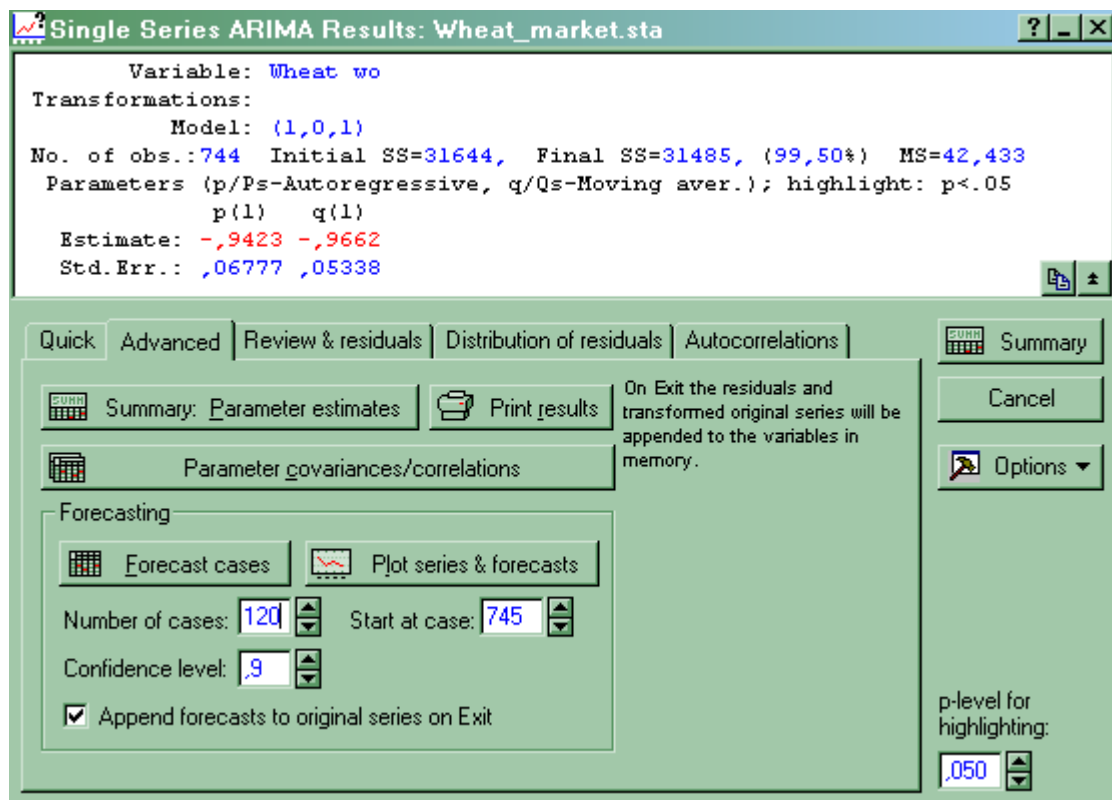 Single Series ARIMA Results: Wheat_market.sta
Variable: Wheat wo
Transformations:
Model: (1,0,1)
No. of obs.:744 Initial SS=31644, Final SS=31485, (99,50%) MS=42,433
Parameters (p/Ps-Autoregressive, q/Qs-Moving aver.); highlight: p<.05
p(1) q(1)
Estimate: -,9423 -,9662
Std.Err.: ,06777 ,05338
Quick Advanced Review & residuals Distribution of residuals Autocorrelations
Summary
Summary: Parameter estimates
Print results
On Exit the residuals and
transformed original series will be
appended to the variables in
memory.
Cancel
Parameter covariances/correlations
Options
Forecasting
Forecast cases
Plot series & forecasts
Number of cases: 120 Start at case: 745
Confidence level: ,9
Append forecasts to original series on Exit
p-level for
highlighting:
,050